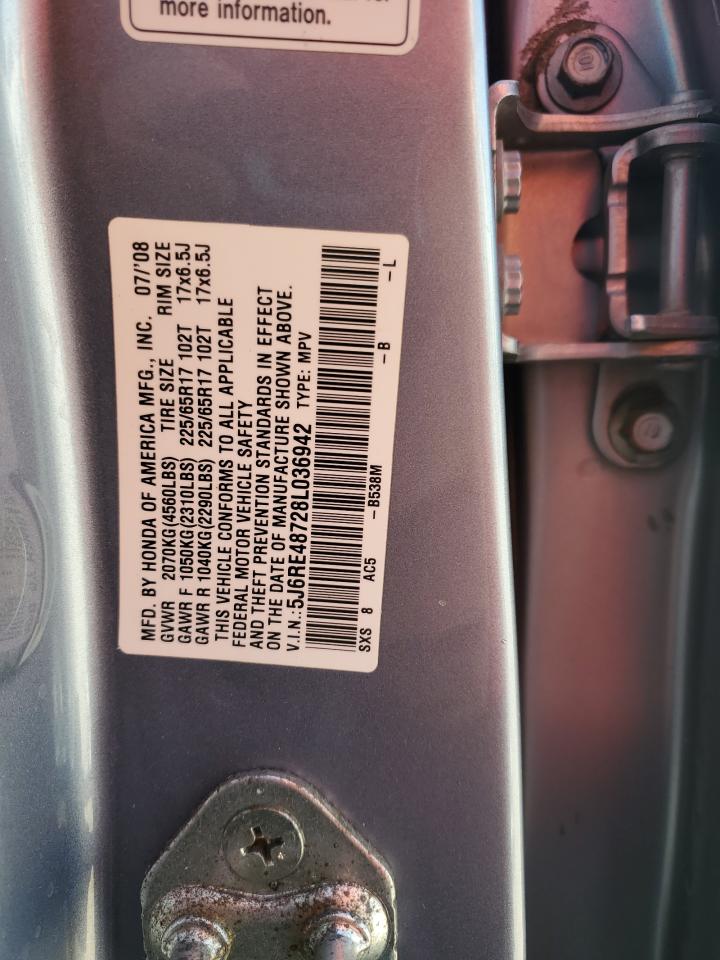 more information.
MFD. BY HONDA OF AMERICA MFG., INC. 07/'08
GVWR 2070KG(4560LBS) TIRE SIZE RIM SIZE
GAWR F 1050KG(2310LBS) 225/65R17 102T 17x6.5J
GAWR R 1040KG(2290LBS) 225/65R17 102T 17x6.5J
THIS VEHICLE CONFORMS TO ALL APPLICABLE
FEDERAL MOTOR VEHICLE SAFETY
AND THEFT PREVENTION STANDARDS IN EFFECT
ON THE DATE OF MANUFACTURE SHOWN ABOVE.
V.I.N.:5J6RE48728L036942 TYPE: MPV
SXS 8 AC5 –B538M –B –L